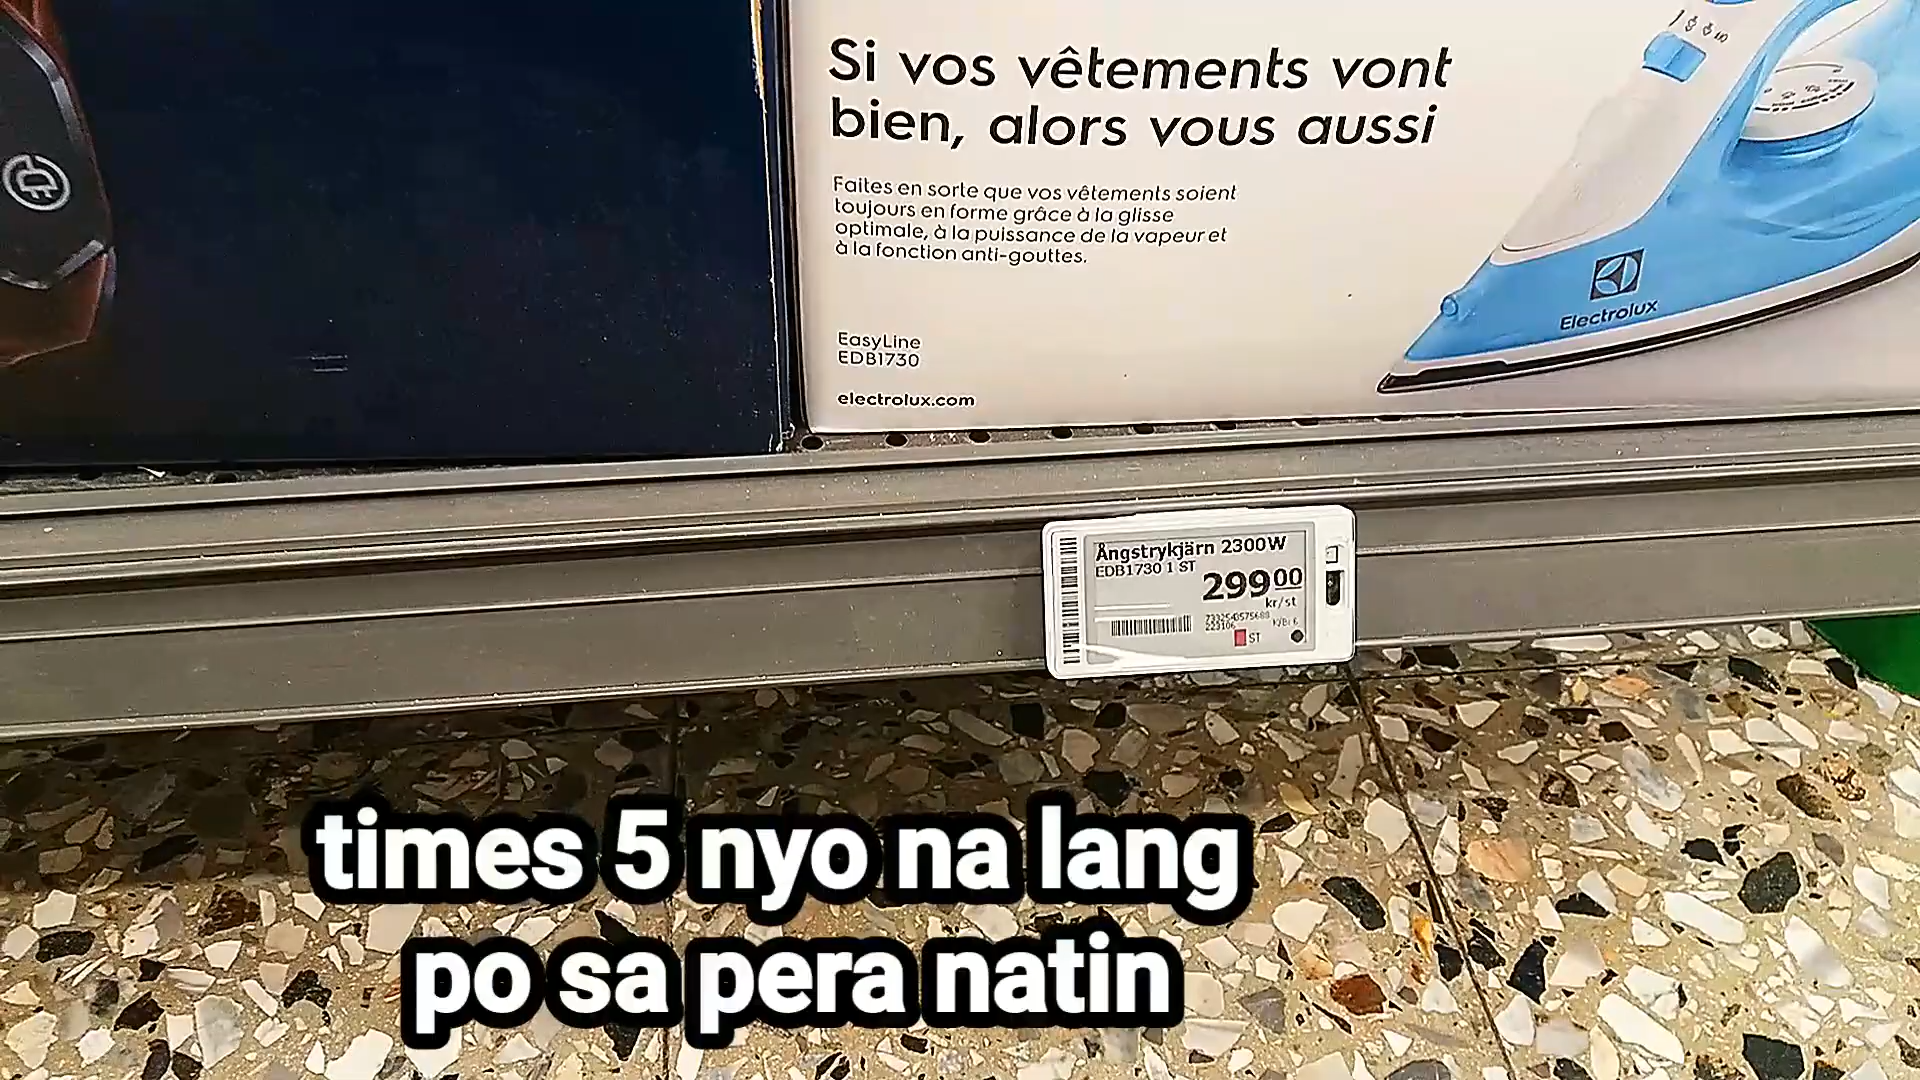 Si vos vêtements vont
bien, alors vous aussi
Faites en sorte que vos vêtements soient
toujours en forme grâce à la glisse
optimale, à la puissance de la vapeur et
à la fonction anti-gouttes.
EasyLine
EDB1730
electrolux.com
Electrolux
Ångstrykjärn 2300W
EDB1730 1 ST
299 00
kr/st
ST
times 5 nyo na lang
po sa pera natin